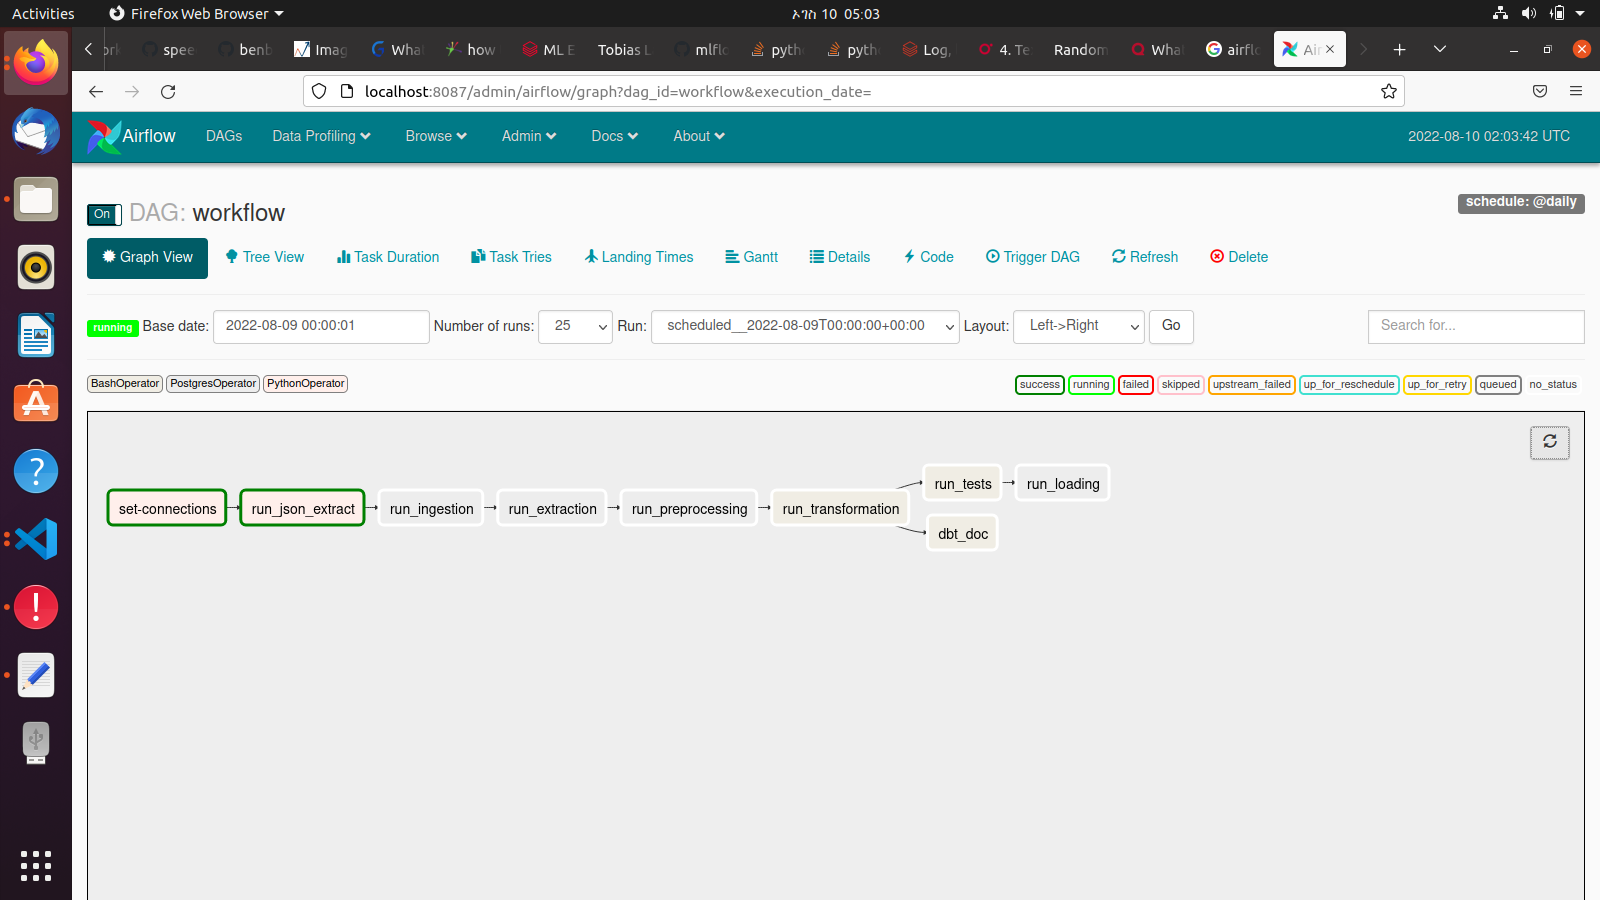 Activities
Firefox Web Browser
ኦገስ 10 05:03
ork
spee
benb
Imag
Wha
how
ML E
Tobias L
mlflo
pyth
pyth
Log,
4. Te
Random
Wha
airflo
Air
localhost:8087/admin/airflow/graph?dag_id=workflow&execution_date=
Airflow
DAGs
Data Profiling
Browse
Admin
Docs
About
2022-08-10 02:03:42 UTC
On
DAG: workflow
schedule: @daily
Graph View
Tree View
Task Duration
Task Tries
Landing Times
Gantt
Details
Code
Trigger DAG
Refresh
Delete
running
Base date:
2022-08-09 00:00:01
Number of runs:
25
Run:
scheduled__2022-08-09T00:00:00+00:00
Layout:
Left->Right
Go
Search for...
BashOperator
PostgresOperator
PythonOperator
success
running
failed
skipped
upstream_failed
up_for_reschedule
up_for_retry
queued
no_status
set-connections
run_json_extract
run_ingestion
run_extraction
run_preprocessing
run_transformation
run_tests
run_loading
dbt_doc